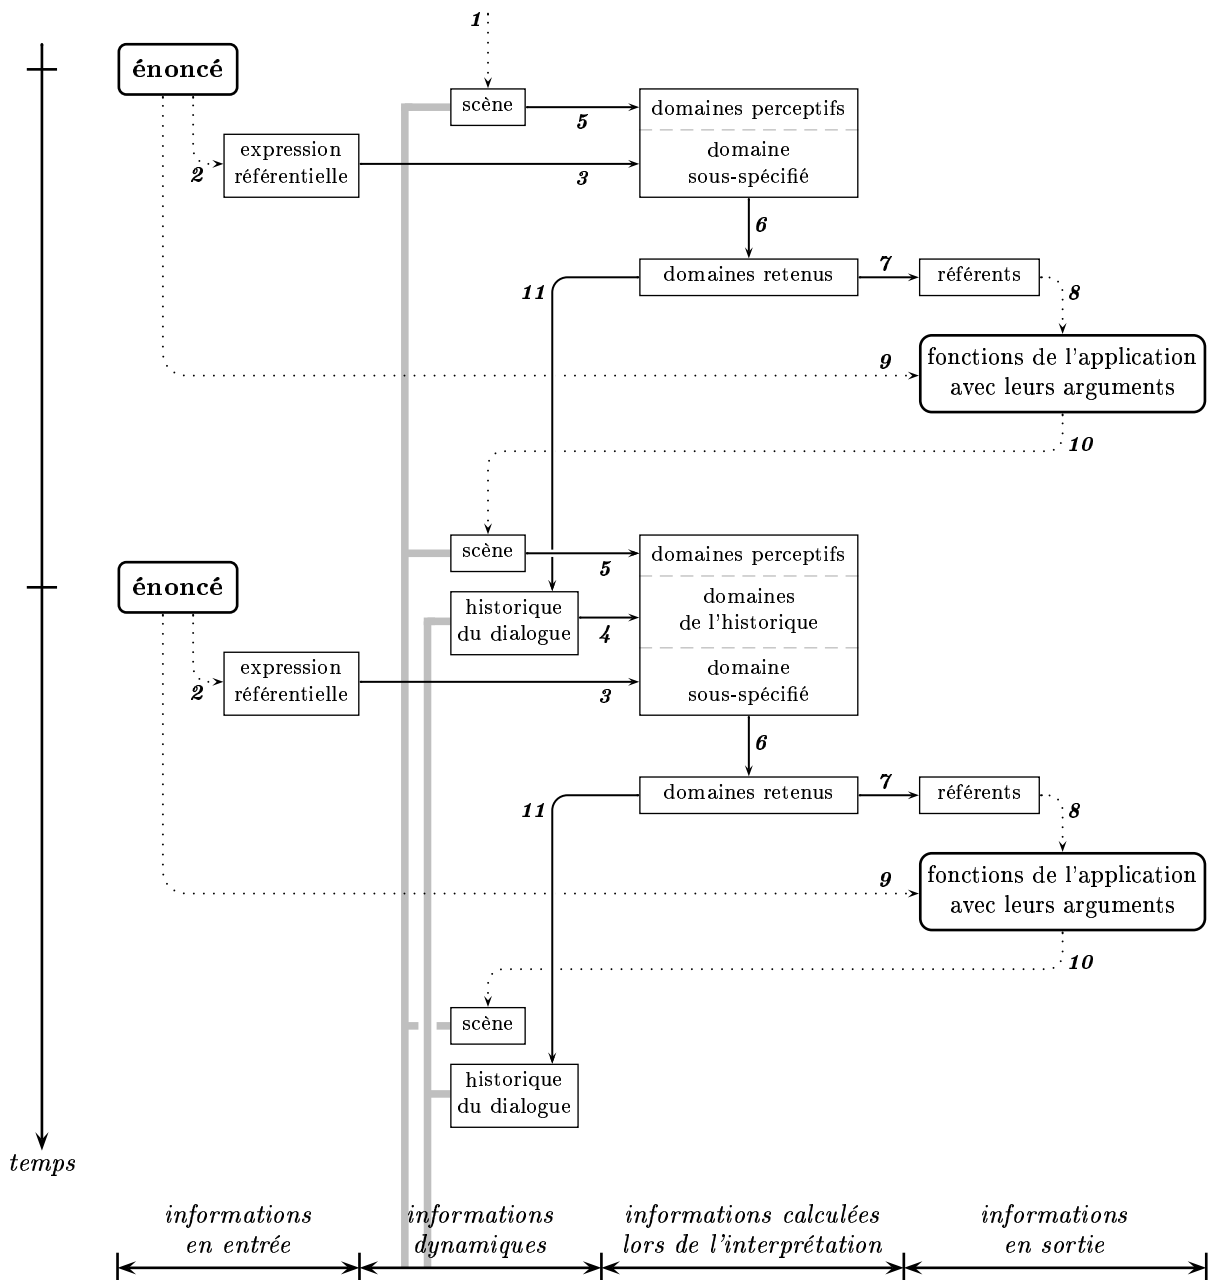 1
énoncé
scène
5
domaines perceptifs
expression
référentielle
2
3
domaine
sous-spécifié
6
domaines retenus
7
référents
11
8
9
fonctions de l'application
avec leurs arguments
10
scène
5
domaines perceptifs
énoncé
historique
du dialogue
4
domaines
de l'historique
expression
référentielle
2
3
domaine
sous-spécifié
6
domaines retenus
7
référents
11
8
9
fonctions de l'application
avec leurs arguments
10
scène
historique
du dialogue
temps
informations
en entrée
informations
dynamiques
informations calculées
lors de l'interprétation
informations
en sortie